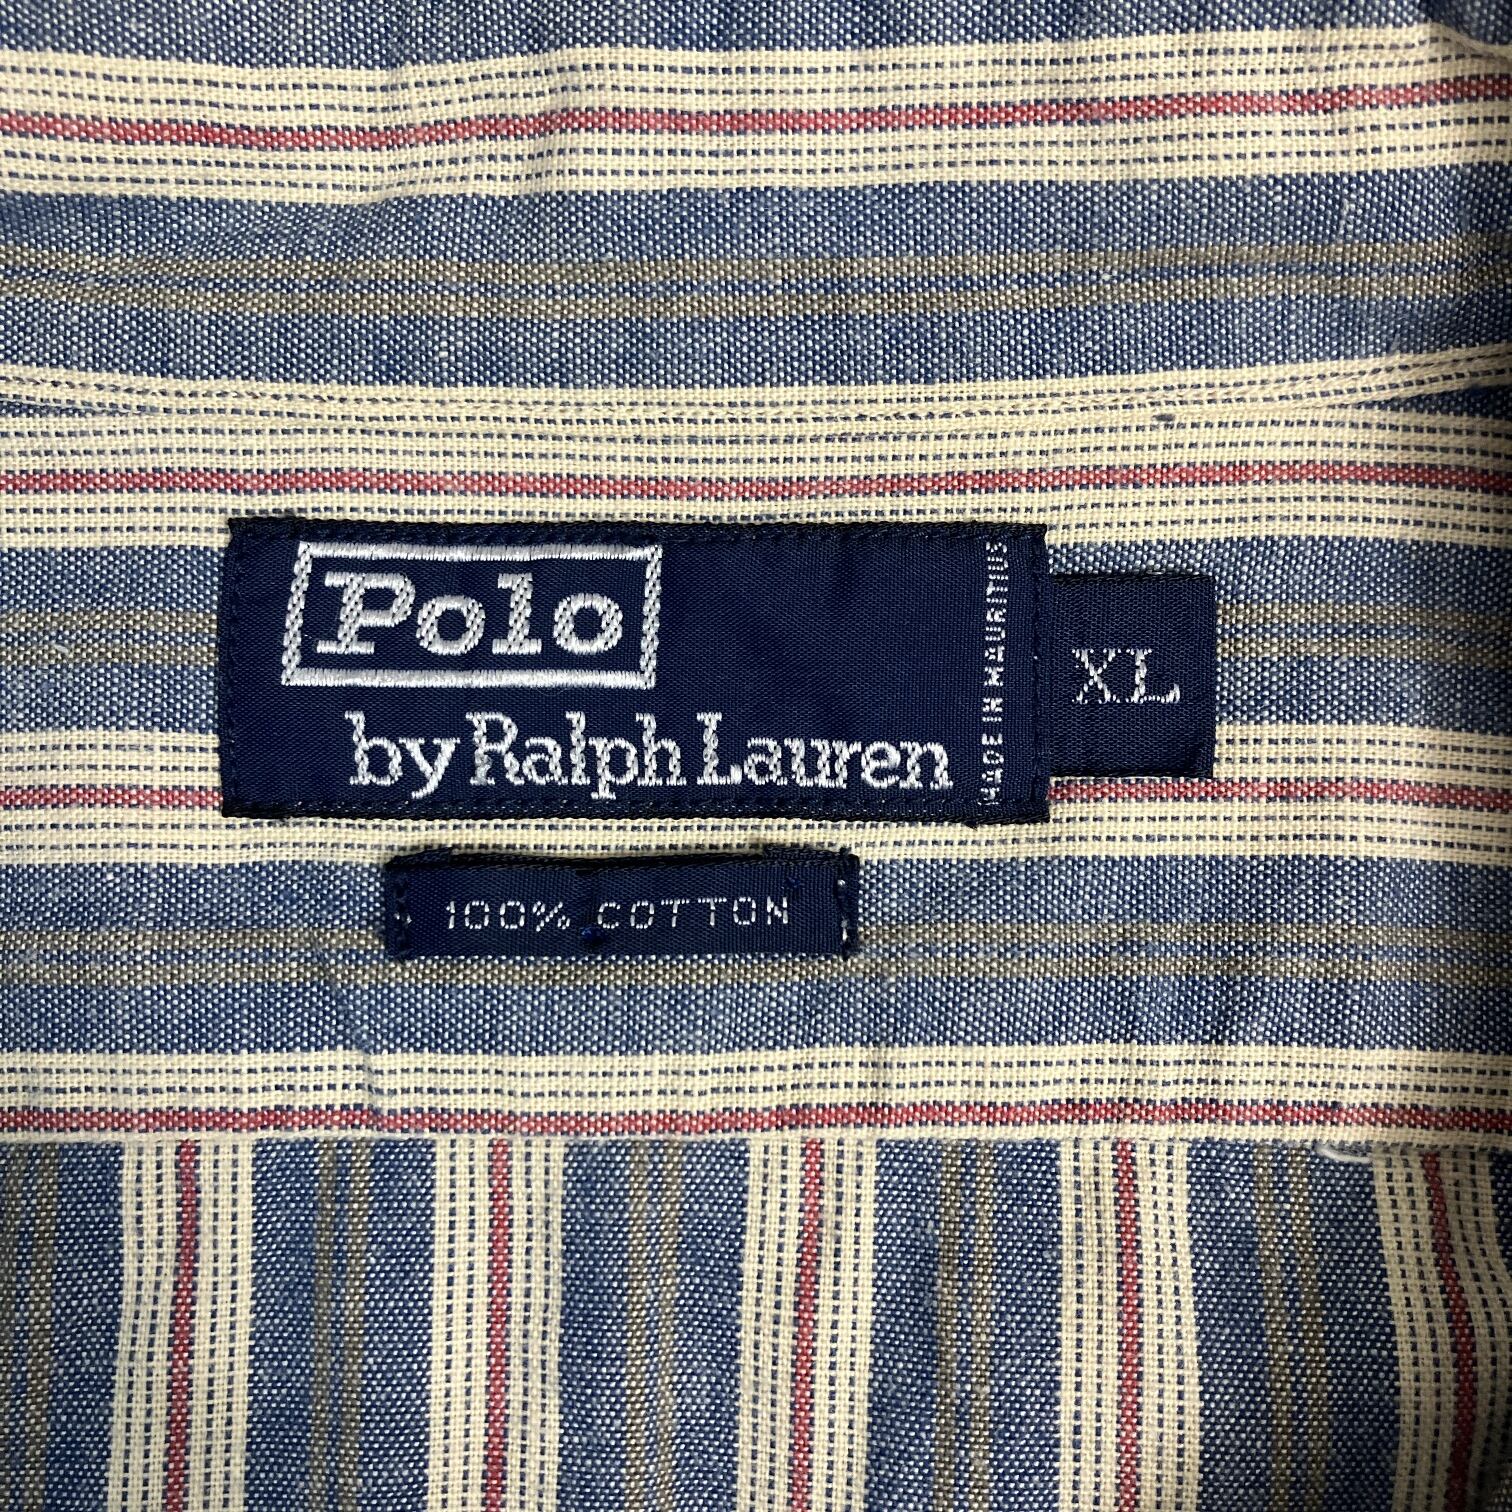 Polo
by Ralph Lauren
MADE IN MAURITIUS
XL
100% COTTON